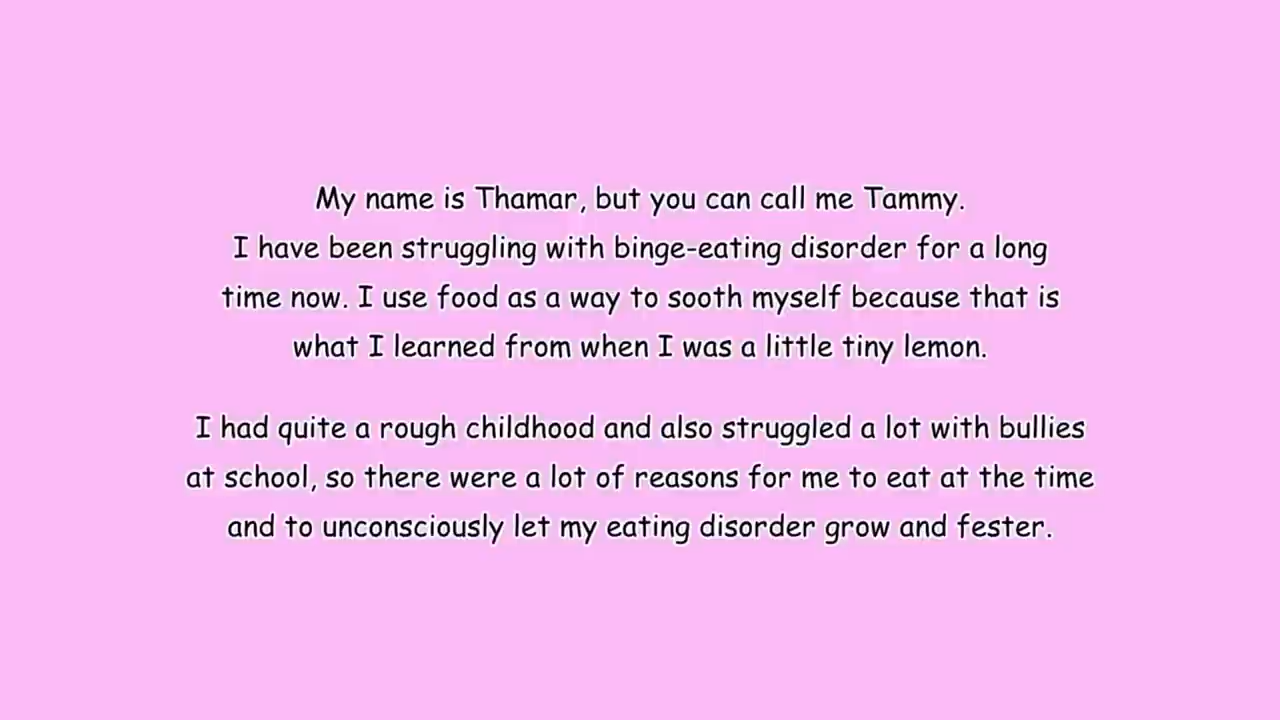 My name is Thamar, but you can call me Tammy.
I have been struggling with binge-eating disorder for a long
time now. I use food as a way to sooth myself because that is
what I learned from when I was a little tiny lemon.
I had quite a rough childhood and also struggled a lot with bullies
at school, so there were a lot of reasons for me to eat at the time
and to unconsciously let my eating disorder grow and fester.